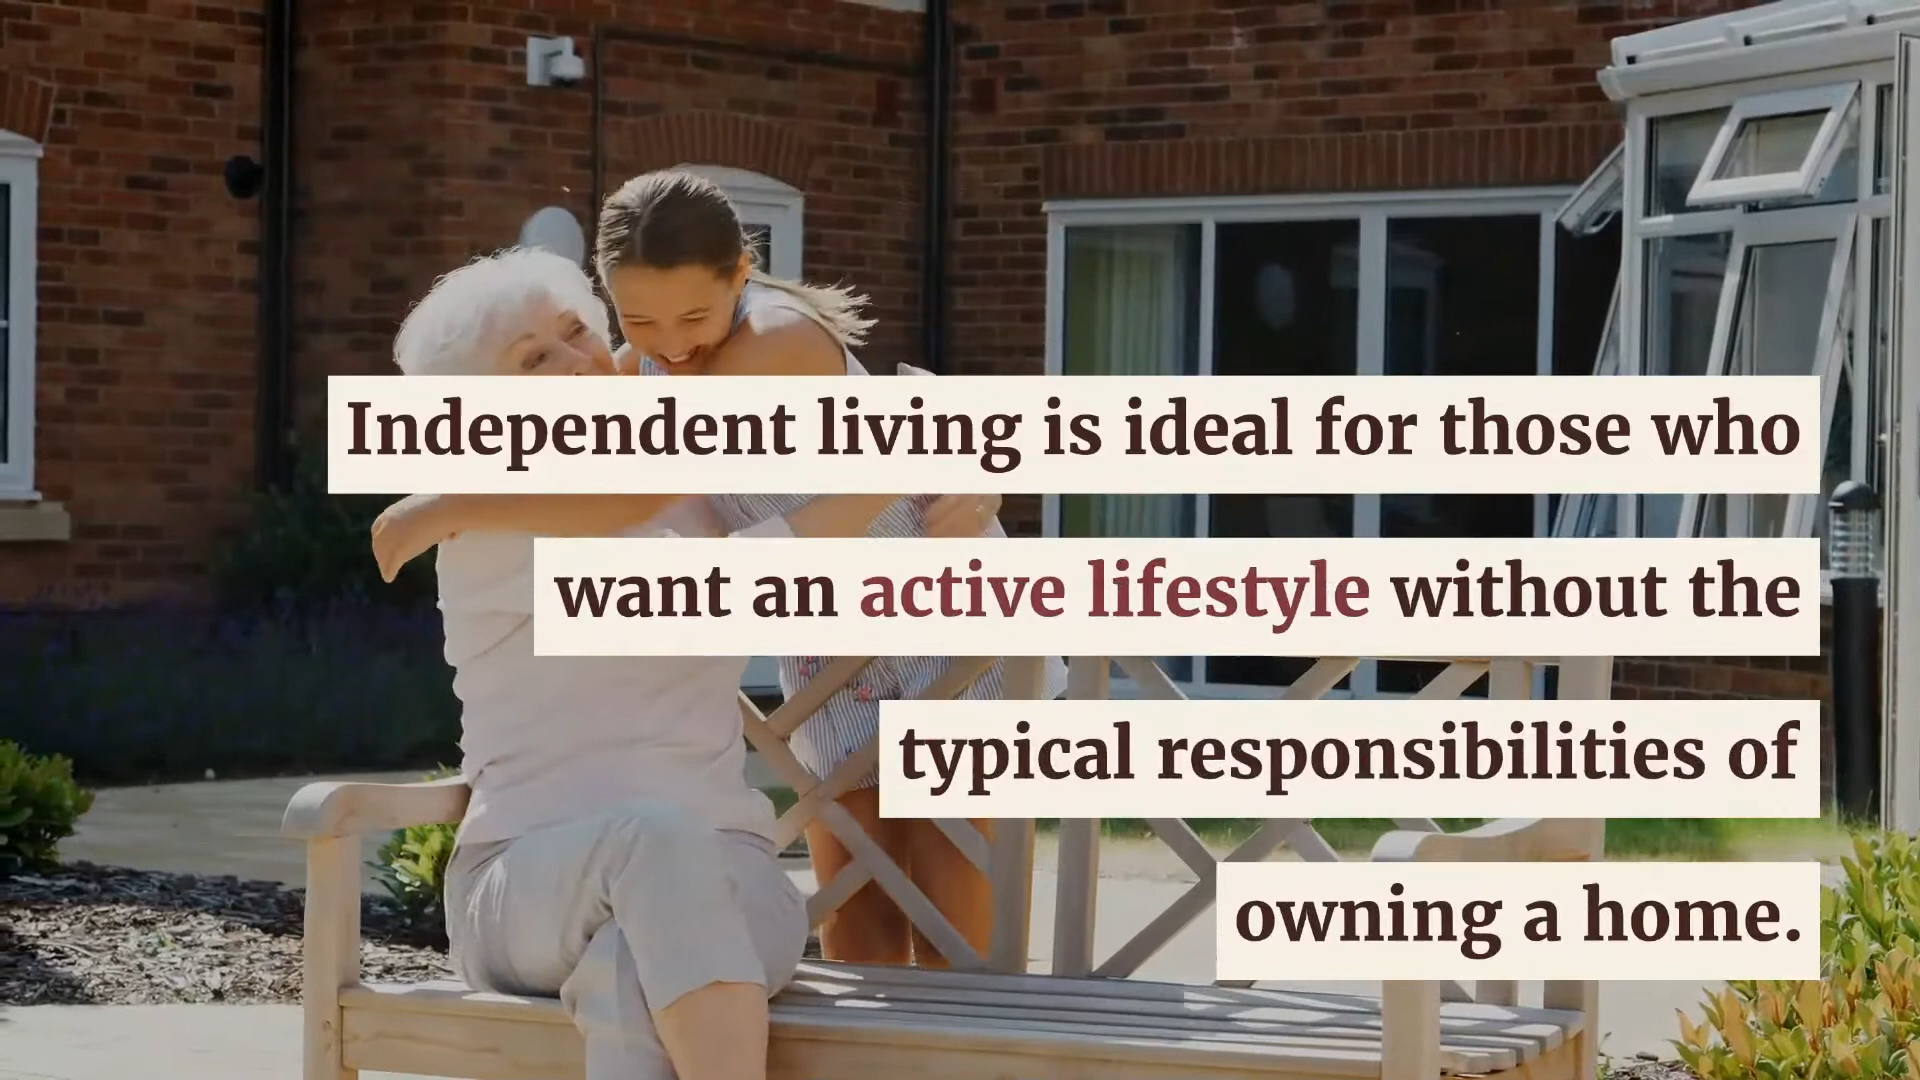 Independent living is ideal for those who
want an active lifestyle without the
typical responsibilities of
owning a home.